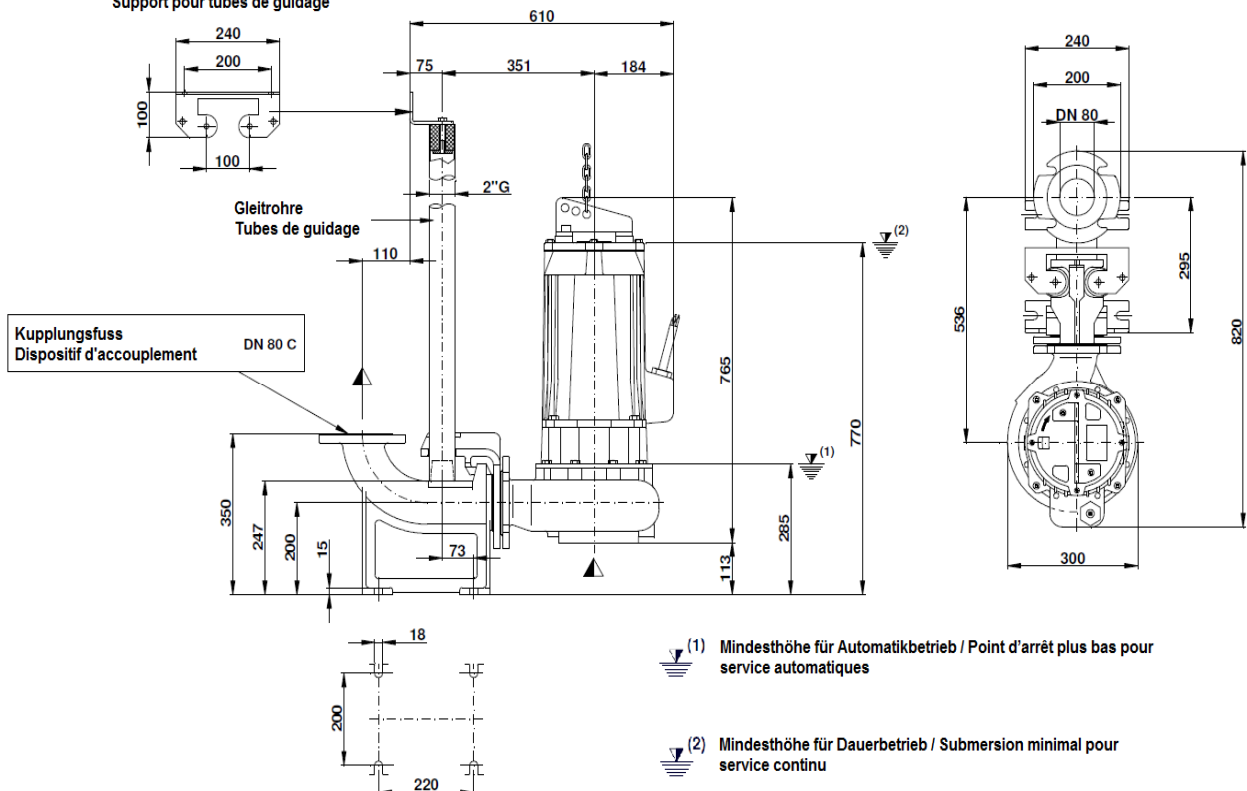 Support pour tubes de guidage
240
200
100
100
610
75
351
184
2"G
Gleitrohre
Tubes de guidage
110
Kupplungsfuss
Dispositif d'accouplement
DN 80 C
350
247
200
15
73
765
113
285
770
(1)
(2)
240
200
DN 80
536
295
820
300
18
200
220
(1) Mindesthöhe für Automatikbetrieb / Point d'arrêt plus bas pour
service automatiques
(2) Mindesthöhe für Dauerbetrieb / Submersion minimal pour
service continu